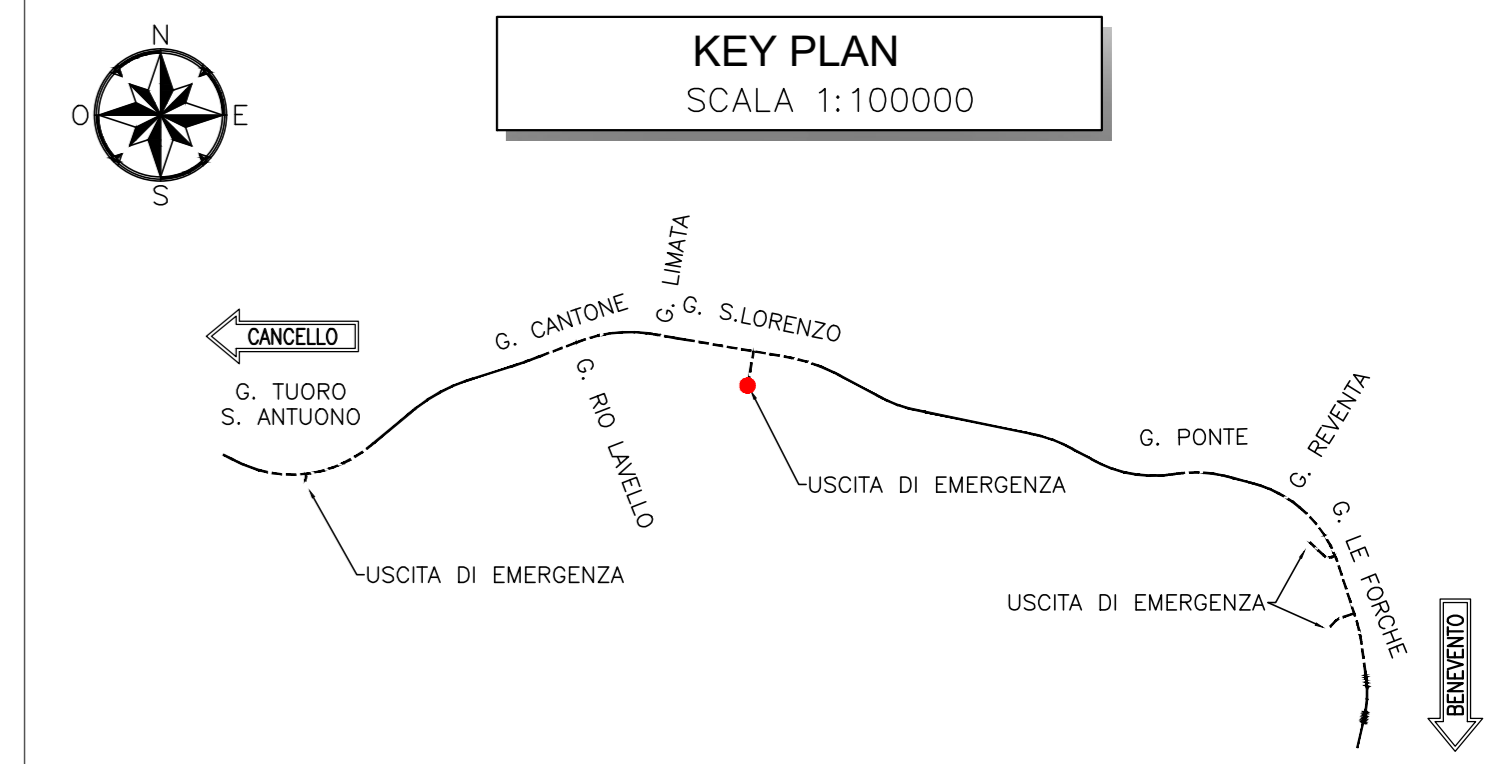 N
O
E
S
KEY PLAN
SCALA 1:100000
CANCELLO
G. TUORO
S. ANTUONO
G. CANTONE
G. LIMATA
G. S.LORENZO
G. RIO LAVELLO
USCITA DI EMERGENZA
USCITA DI EMERGENZA
G. PONTE
G. REVENTA
G. LE FORCHE
USCITA DI EMERGENZA
BENEVENTO